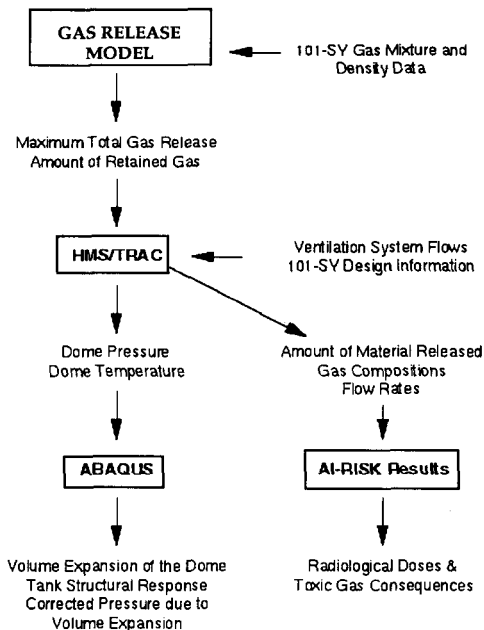 GAS RELEASE
MODEL
101-SY Gas Mixture and
Density Data
Maximum Total Gas Release
Amount of Retained Gas
HMS/TRAC
Ventilation System Flows
101-SY Design Information
Dome Pressure
Dome Temperature
Amount of Material Released
Gas Compositions
Flow Rates
ABAQUS
AI-RISK Results
Volume Expansion of the Dome
Tank Structural Response
Corrected Pressure due to
Volume Expansion
Radiological Doses &
Toxic Gas Consequences